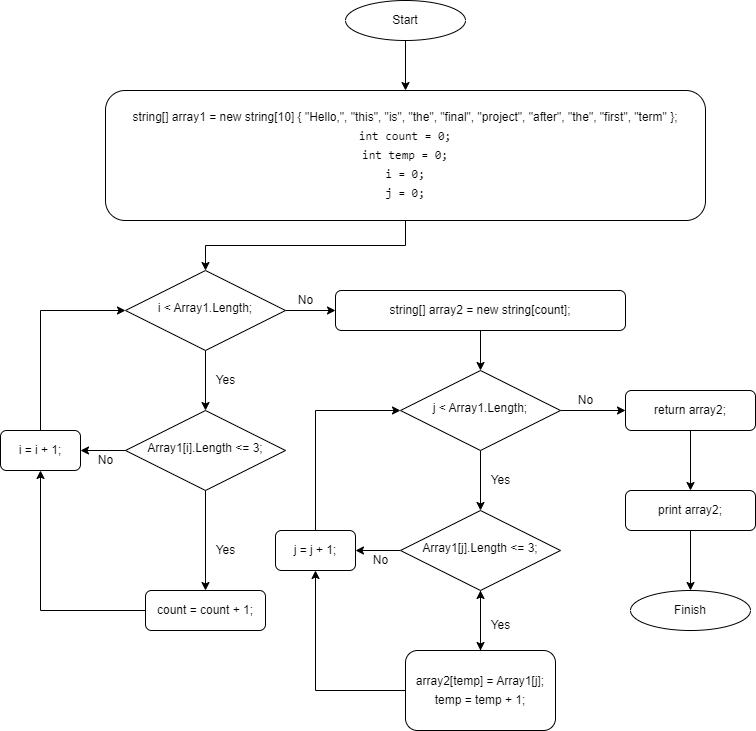 Start
string[] array1 = new string[10] { "Hello,", "this", "is", "the", "final", "project", "after", "the", "first", "term" };
int count = 0;
int temp = 0;
i = 0;
j = 0;
i < Array1.Length;
No
string[] array2 = new string[count];
Yes
j < Array1.Length;
No
return array2;
i = i + 1;
No
Array1[i].Length <= 3;
Yes
print array2;
Yes
j = j + 1;
No
Array1[j].Length <= 3;
count = count + 1;
Yes
Finish
array2[temp] = Array1[j];
temp = temp + 1;